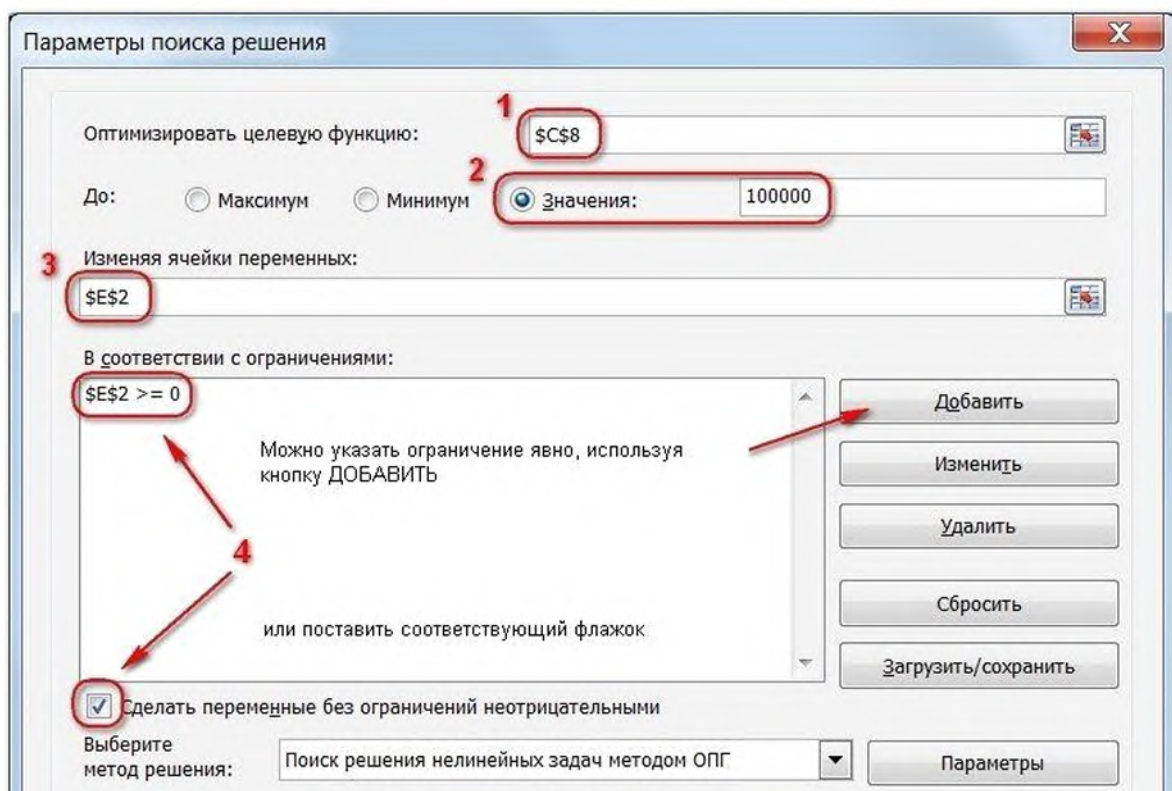 Параметры поиска решения
X
1
Оптимизировать целевую функцию: $C$8
2
До: Максимум Минимум Значения: 100000
3
Изменяя ячейки переменных:
$E$2
В соответствии с ограничениями:
$E$2 >= 0
Добавить
Можно указать ограничение явно, используя
кнопку ДОБАВИТЬ
Изменить
Удалить
4
Сбросить
или поставить соответствующий флажок
Загрузить/сохранить
Сделать переменные без ограничений неотрицательными
Выберите
метод решения:
Поиск решения нелинейных задач методом ОПГ
Параметры